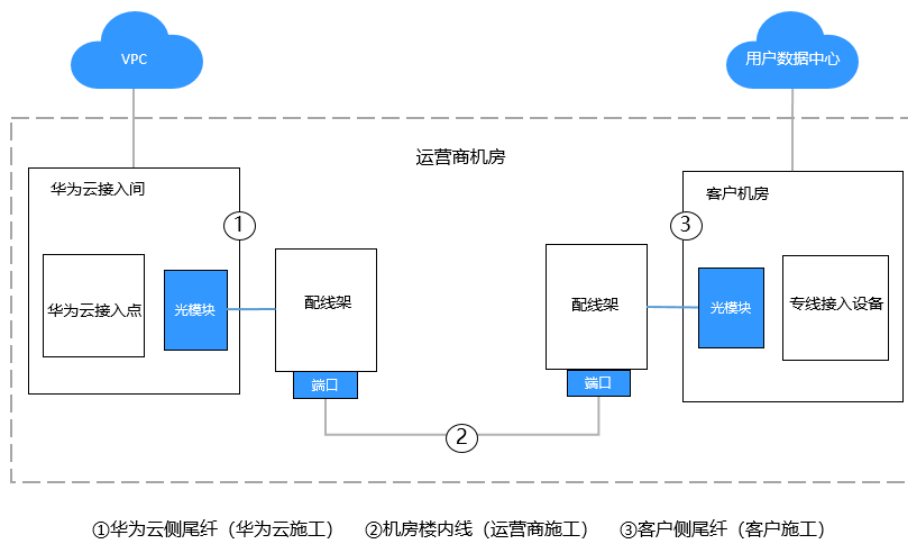 VPC
用户数据中心
运营商机房
华为云接入间
客户机房
①
③
华为云接入点
光模块
配线架
配线架
光模块
专线接入设备
端口
端口
②
①华为云侧尾纤（华为云施工） ②机房楼内线（运营商施工） ③客户侧尾纤（客户施工）